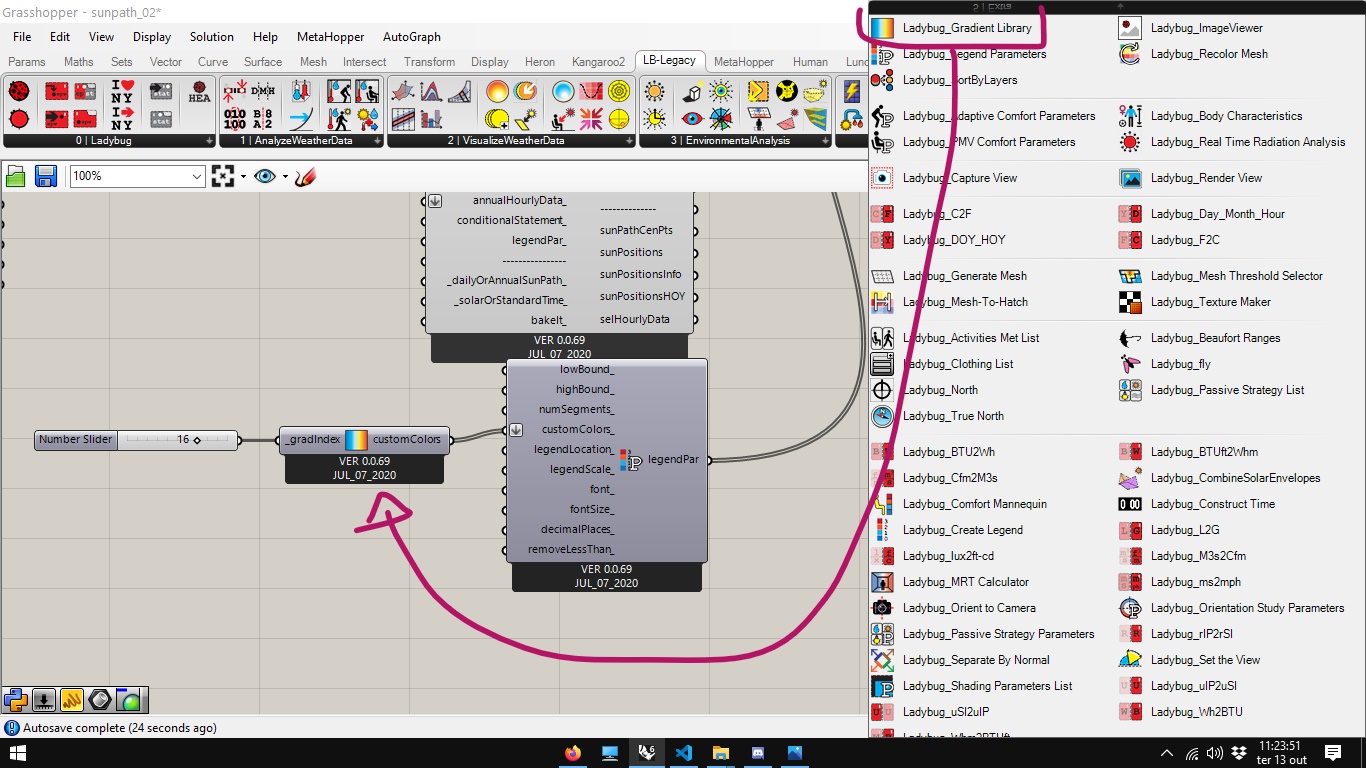 Grasshopper - sunpath_02*
File Edit View Display Solution Help MetaHopper AutoGraph
Params Maths Sets Vector Curve Surface Mesh Intersect Transform Display Heron Kangaroo2 LB-Legacy MetaHopper Human
0 | Ladybug
1 | AnalyzeWeatherData
2 | VisualizeWeatherData
3 | EnvironmentalAnalysis
100%
annualHourlyData_
conditionalStatement_
legendPar_
---------------
_dailyOrAnnualSunPath_
_solarOrStandardTime_
bakeIt_
--------------
sunPathCenPts
sunPositions
sunPositionsInfo
sunPositionsHOY
selHourlyData
VER 0.0.69
JUL_07_2020
Number Slider 16
_gradIndex customColors
VER 0.0.69
JUL_07_2020
lowBound_
highBound_
numSegments_
customColors_
legendLocation_
legendScale_
font_
fontSize_
decimalPlaces_
removeLessThan_
legendPar
VER 0.0.69
JUL_07_2020
Autosave complete (24 seconds ago)
Ladybug_Gradient Library Ladybug_ImageViewer
Ladybug_Legend Parameters Ladybug_Recolor Mesh
Ladybug_SortByLayers
Ladybug_Adaptive Comfort Parameters Ladybug_Body Characteristics
Ladybug_PMV Comfort Parameters Ladybug_Real Time Radiation Analysis
Ladybug_Capture View Ladybug_Render View
Ladybug_C2F Ladybug_Day_Month_Hour
Ladybug_DOY_HOY Ladybug_F2C
Ladybug_Generate Mesh Ladybug_Mesh Threshold Selector
Ladybug_Mesh-To-Hatch Ladybug_Texture Maker
Ladybug_Activities Met List Ladybug_Beaufort Ranges
Ladybug_Clothing List Ladybug_fly
Ladybug_North Ladybug_Passive Strategy List
Ladybug_True North
Ladybug_BTU2Wh Ladybug_BTUft2Whm
Ladybug_Cfm2M3s Ladybug_CombineSolarEnvelopes
Ladybug_Comfort Mannequin Ladybug_Construct Time
Ladybug_Create Legend Ladybug_L2G
Ladybug_lux2ft-cd Ladybug_M3s2Cfm
Ladybug_MRT Calculator Ladybug_ms2mph
Ladybug_Orient to Camera Ladybug_Orientation Study Parameters
Ladybug_Passive Strategy Parameters Ladybug_rIP2rSI
Ladybug_Separate By Normal Ladybug_Set the View
Ladybug_Shading Parameters List Ladybug_uIP2uSI
Ladybug_uSI2uIP Ladybug_Wh2BTU
11:23:51
ter 13 out